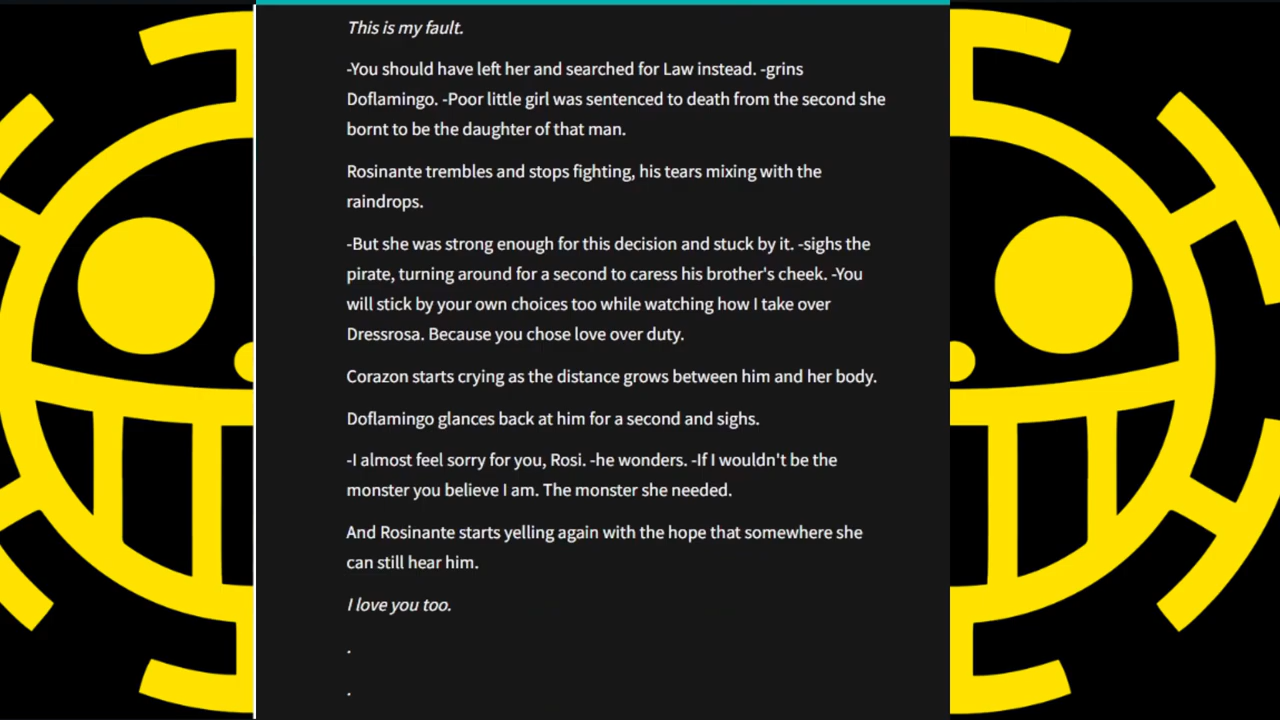 This is my fault.
-You should have left her and searched for Law instead. -grins
Doflamingo. -Poor little girl was sentenced to death from the second she
bornt to be the daughter of that man.
Rosinante trembles and stops fighting, his tears mixing with the
raindrops.
-But she was strong enough for this decision and stuck by it. -sighs the
pirate, turning around for a second to caress his brother's cheek. -You
will stick by your own choices too while watching how I take over
Dressrosa. Because you chose love over duty.
Corazon starts crying as the distance grows between him and her body.
Doflamingo glances back at him for a second and sighs.
-I almost feel sorry for you, Rosi. -he wonders. -If I wouldn't be the
monster you believe I am. The monster she needed.
And Rosinante starts yelling again with the hope that somewhere she
can still hear him.
I love you too.
.
.